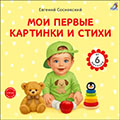 Евгений Сосновский
МОИ ПЕРВЫЕ
КАРТИНКИ И СТИХИ
6